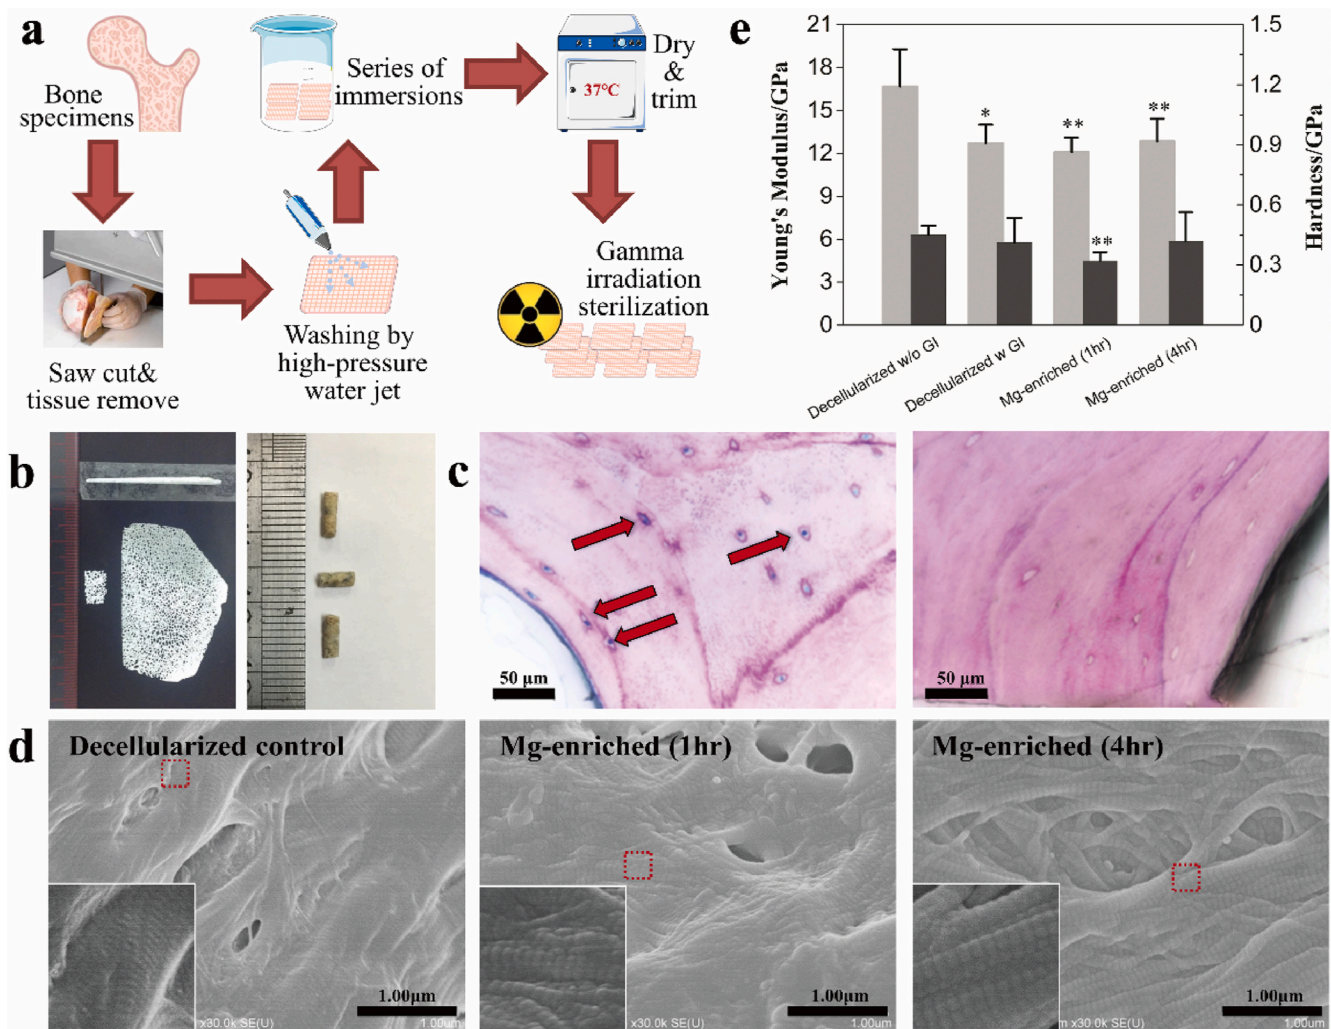 a
Bone
specimens
Saw cut&
tissue remove
Washing by
high-pressure
water jet
Series of
immersions
37°C
Dry
&
trim
Gamma
irradiation
sterilization
e
Young's Modulus/GPa
21
18
15
12
9
6
3
0
*
**
**
**
1.5
1.2
0.9
0.6
0.3
0
Hardness/GPa
Decellularized w/o GI
Decellularized w GI
Mg-enriched (1hr)
Mg-enriched (4hr)
b
c
50 µm
50 µm
d
Decellularized control
1.00µm
x30.0k SE(U)
1.00um
Mg-enriched (1hr)
1.00µm
x30.0k SE(U)
1.00um
Mg-enriched (4hr)
1.00µm
m x30.0k SE(U)
1.00um